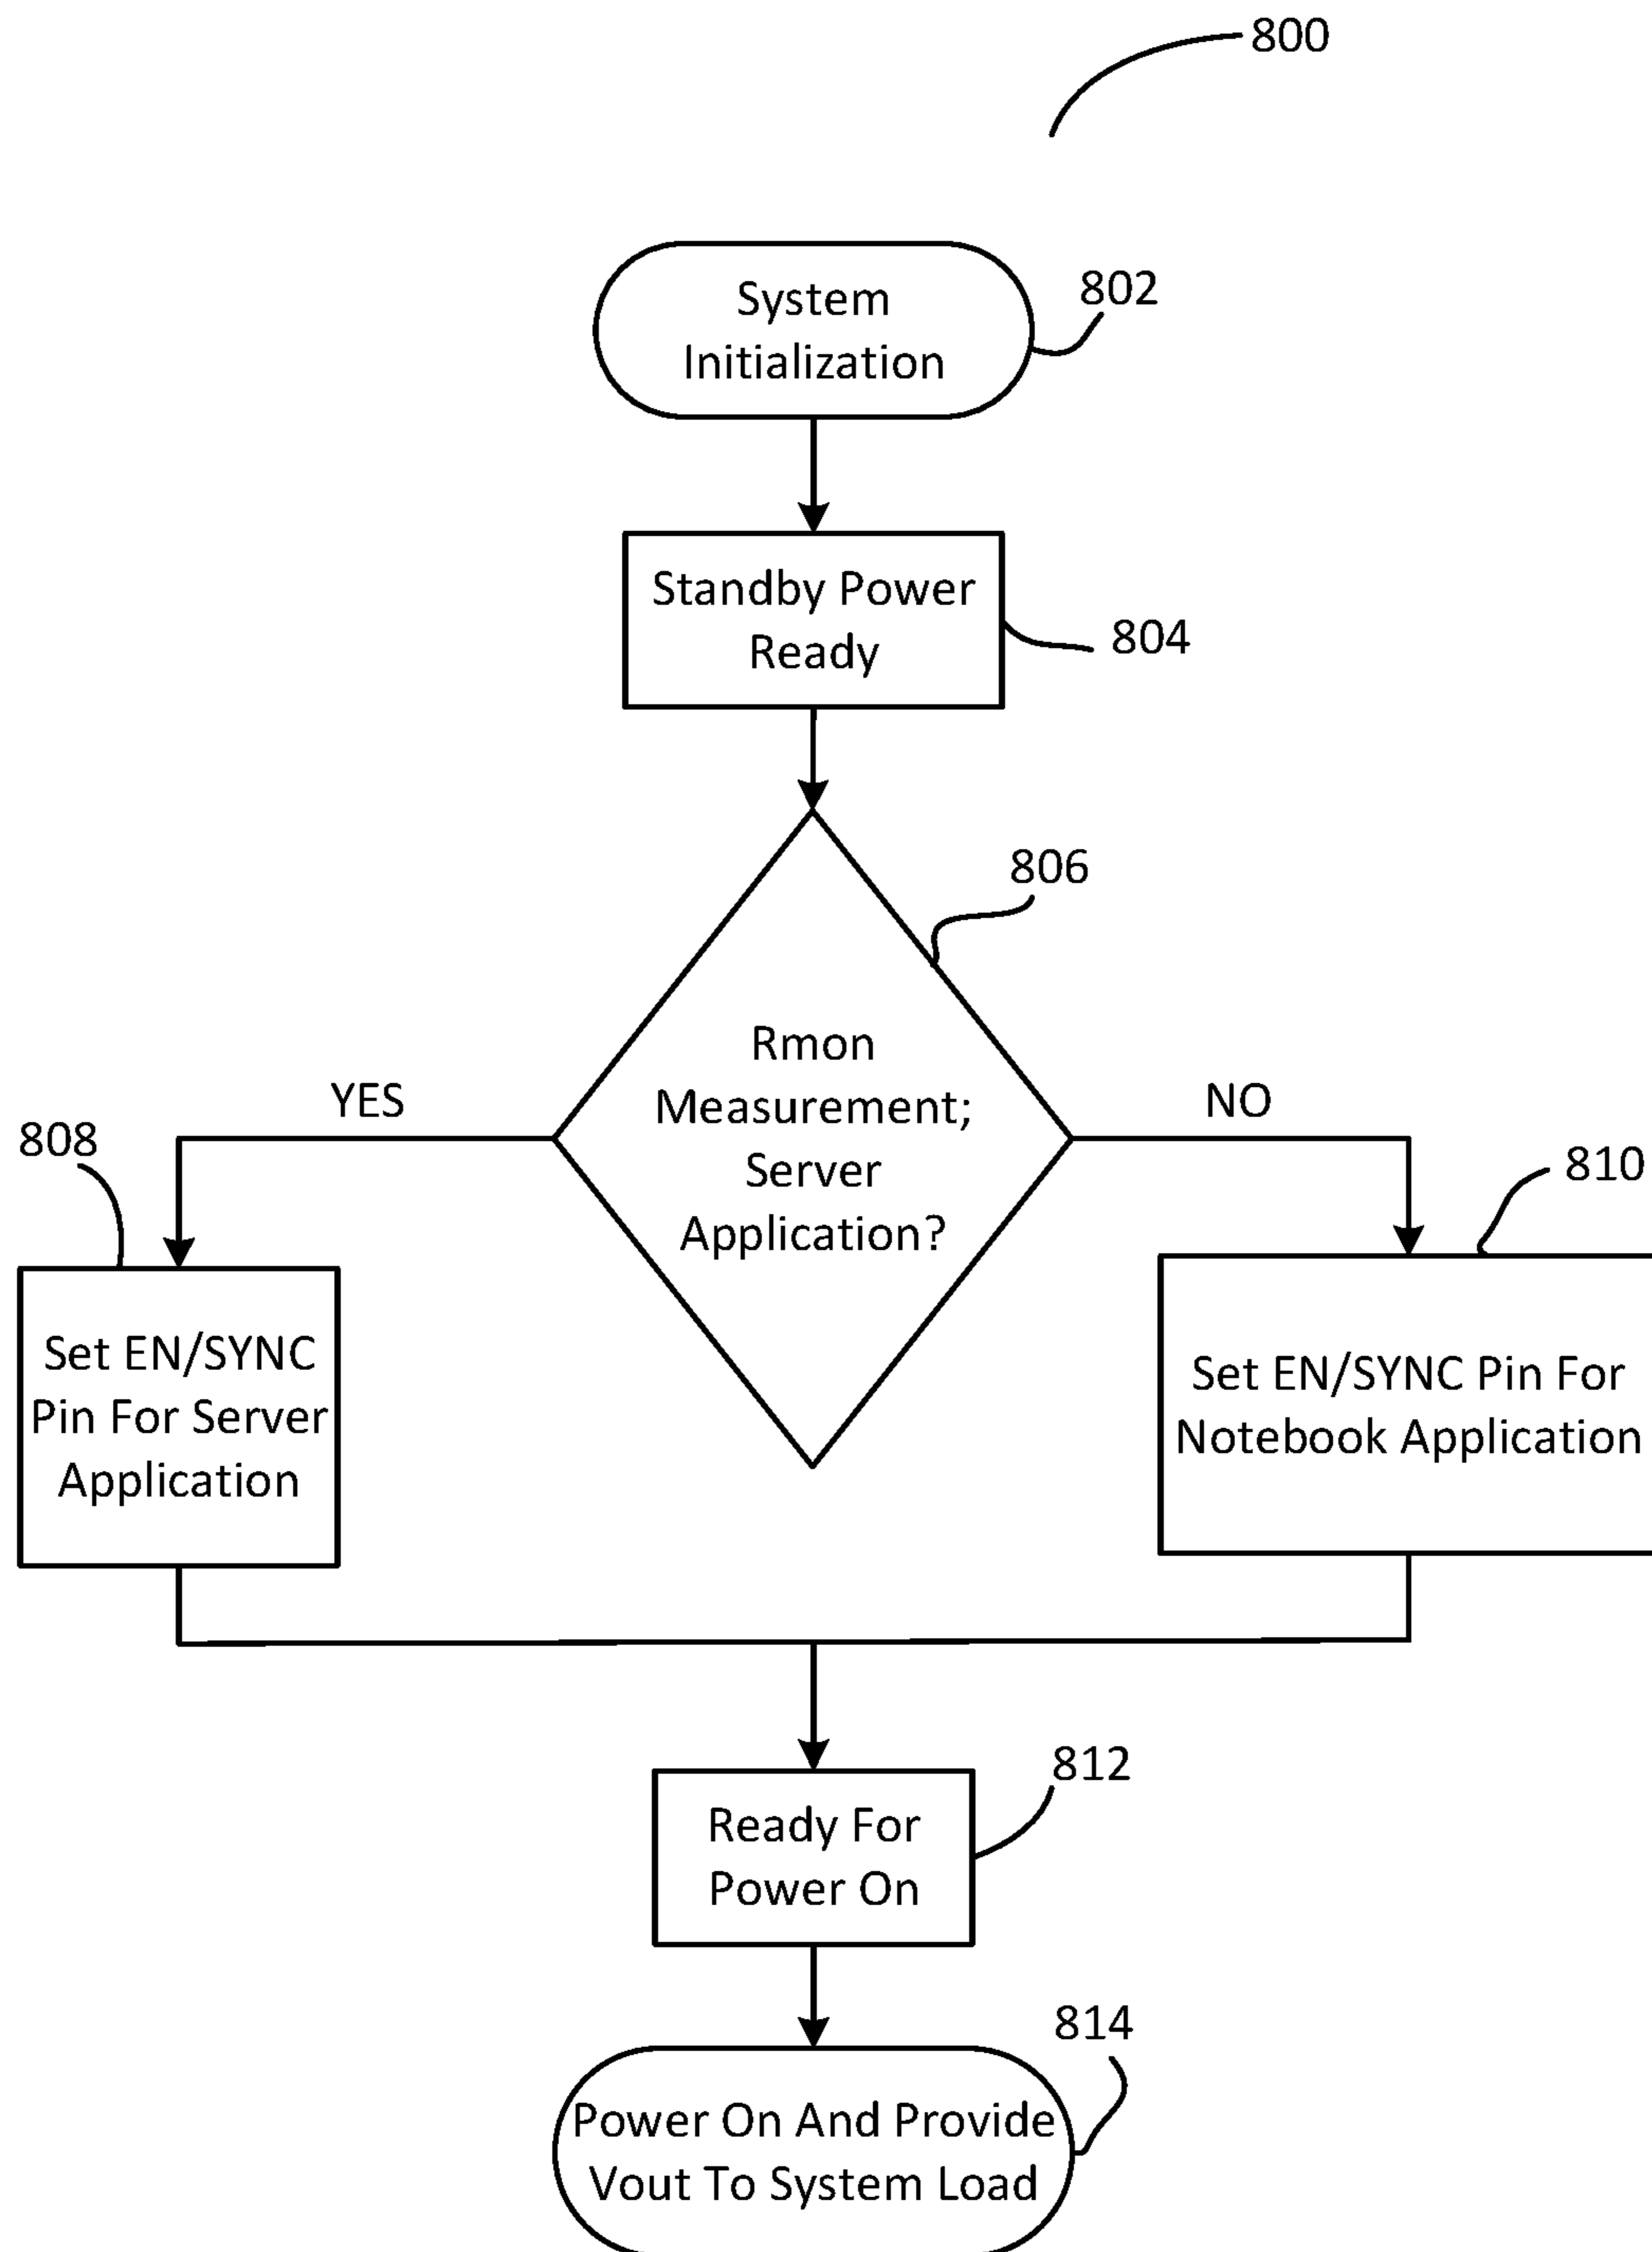 800
System
Initialization
802
Standby Power
Ready
804
806
Rmon
Measurement;
Server
Application?
YES
NO
808
810
Set EN/SYNC
Pin For Server
Application
Set EN/SYNC Pin For
Notebook Application
812
Ready For
Power On
814
Power On And Provide
Vout To System Load